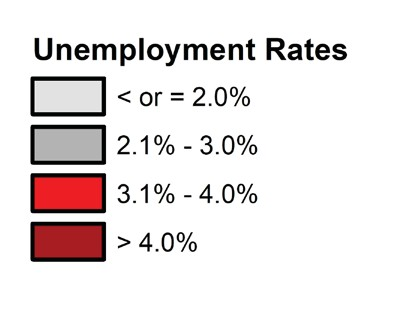 Unemployment Rates
< or = 2.0%
2.1% - 3.0%
3.1% - 4.0%
> 4.0%